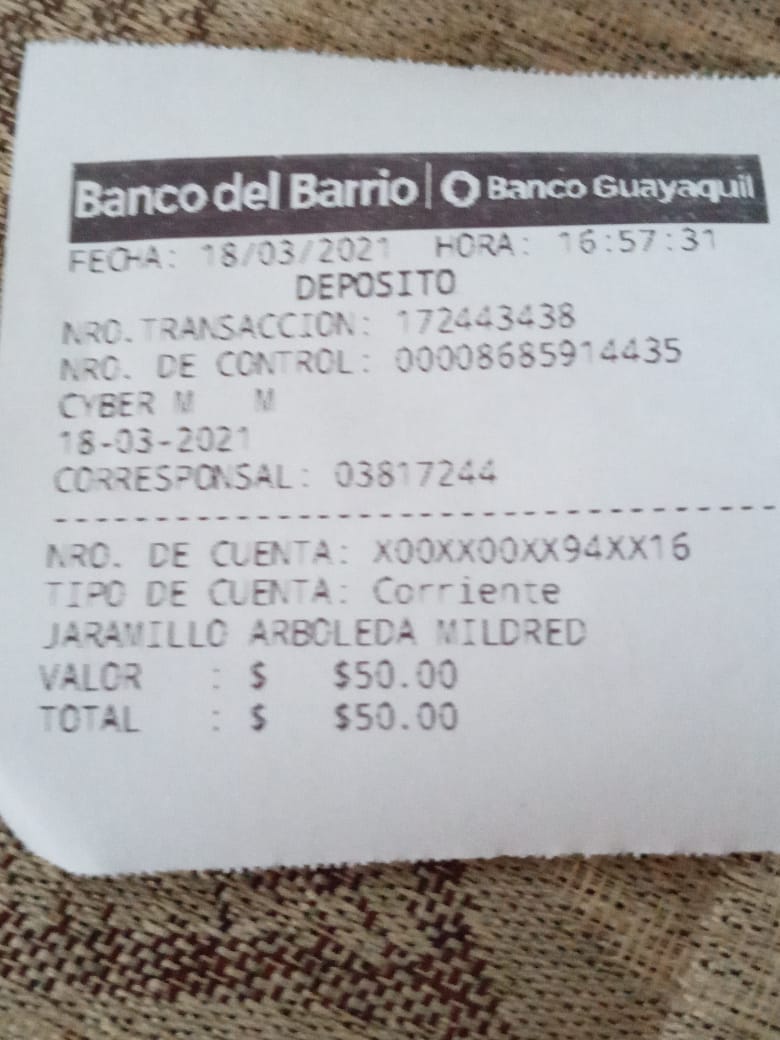 Banco del Barrio | Banco Guayaquil
FECHA: 18/03/2021 HORA: 16:57:31
DEPOSITO
NRO.TRANSACCION: 172443438
NRO. DE CONTROL: 00008685914435
CYBER M M
18-03-2021
CORRESPONSAL: 03817244
NRO. DE CUENTA: X00XX00XX94XX16
TIPO DE CUENTA: Corriente
JARAMILLO ARBOLEDA MILDRED
VALOR : $ $50.00
TOTAL : $ $50.00